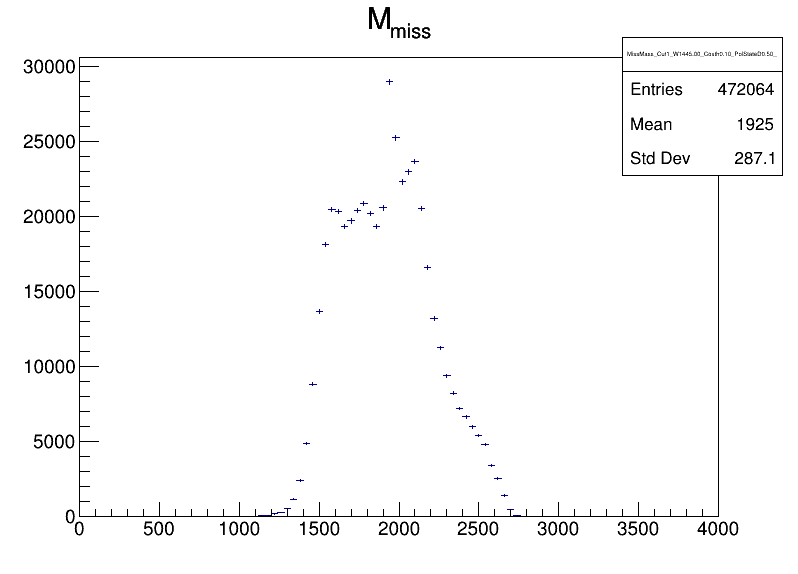 M_miss
MissMass_Cut1_W1445.00_Costh0.10_PolStateD0.50_
Entries 472064
Mean 1925
Std Dev 287.1
30000
25000
20000
15000
10000
5000
0
0 500 1000 1500 2000 2500 3000 3500 4000